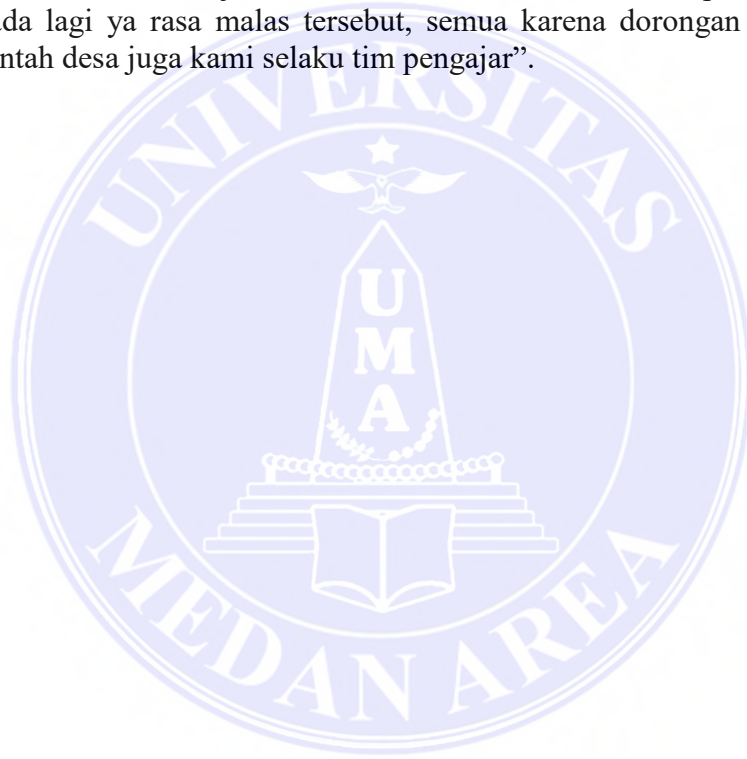 ada lagi ya rasa malas tersebut, semua karena dorongan
ntah desa juga kami selaku tim pengajar”.
UNIVERSITAS
UMA
MEDAN AREA